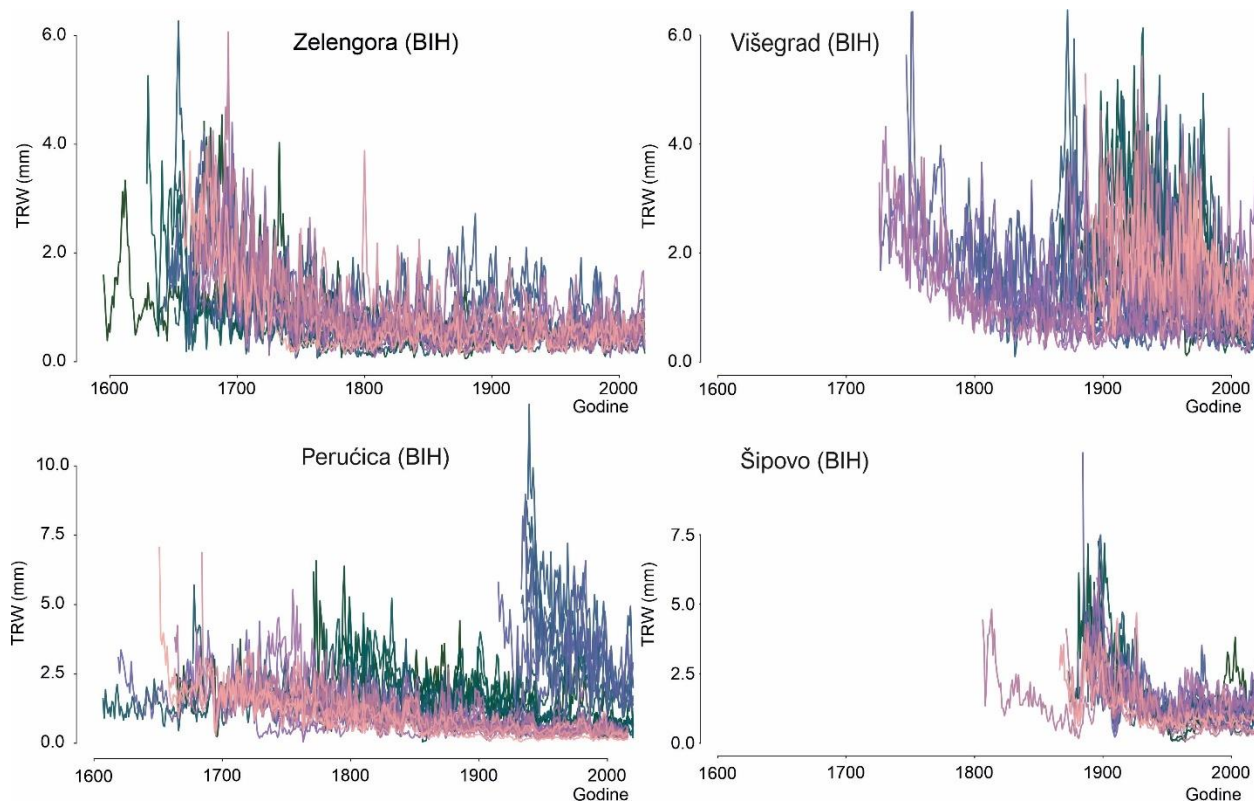 Zelengora (BIH)
TRW (mm)
6.0
4.0
2.0
0.0
1600 1700 1800 1900 2000
Godine
Višegrad (BIH)
TRW (mm)
6.0
4.0
2.0
0.0
1600 1700 1800 1900 2000
Godine
Perućica (BIH)
TRW (mm)
10.0
7.5
5.0
2.5
0.0
1600 1700 1800 1900 2000
Godine
Šipovo (BIH)
TRW (mm)
7.5
5.0
2.5
0.0
1600 1700 1800 1900 2000
Godine